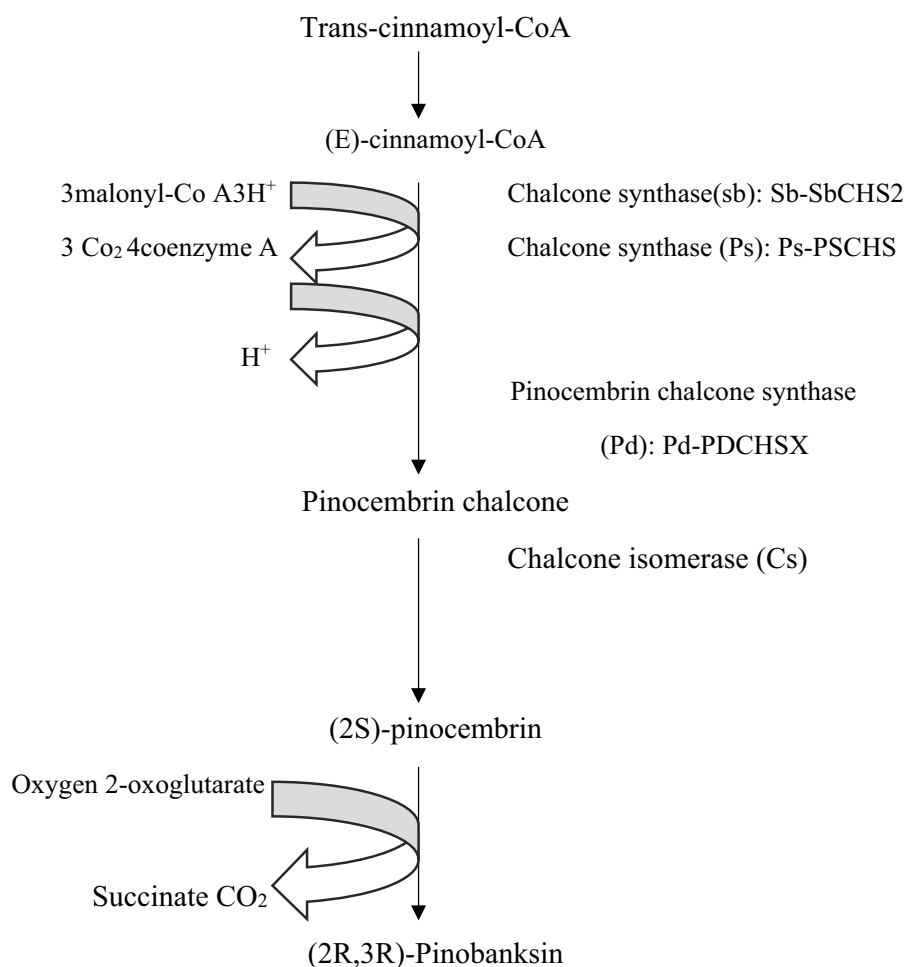 Trans-cinnamoyl-CoA
(E)-cinnamoyl-CoA
3malonyl-Co A3H⁺
Chalcone synthase(sb): Sb-SbCHS2
3 Co₂ 4coenzyme A
Chalcone synthase (Ps): Ps-PSCHS
H⁺
Pinocembrin chalcone synthase
(Pd): Pd-PDCHSX
Pinocembrin chalcone
Chalcone isomerase (Cs)
(2S)-pinocembrin
Oxygen 2-oxoglutarate
Succinate CO₂
(2R,3R)-Pinobanksin